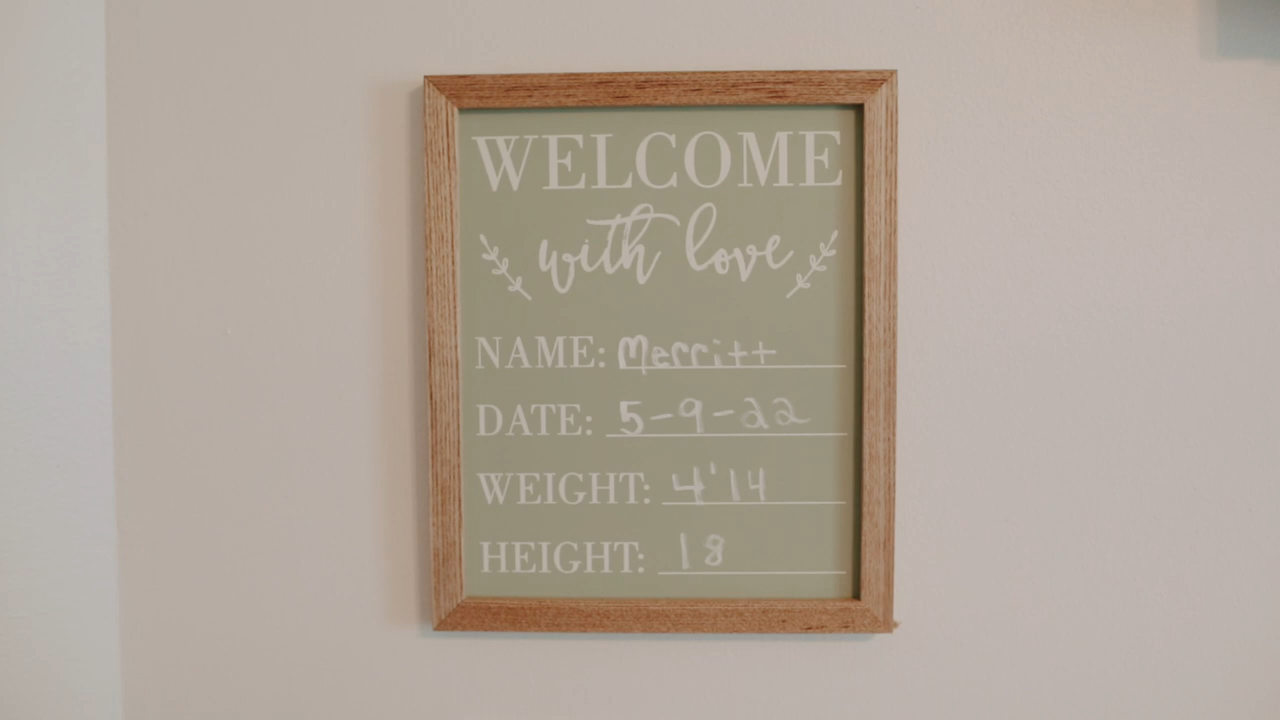 WELCOME
with love
NAME: Merritt
DATE: 5-9-22
WEIGHT: 4'14
HEIGHT: 18